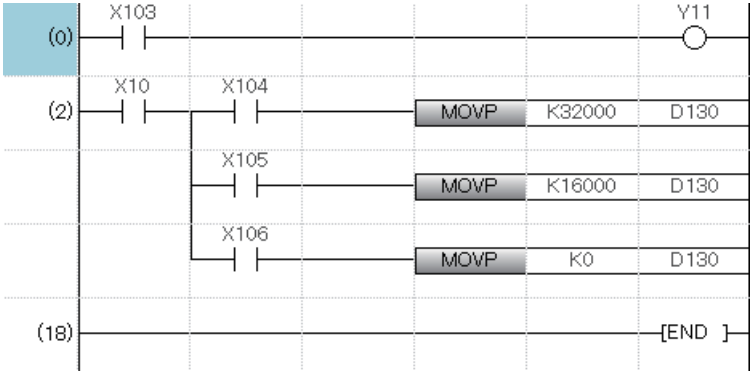 X103 Y11
(0)
X10 X104
(2) MOVP K32000 D130
X105
MOVP K16000 D130
X106
MOVP K0 D130
(18) [END ]